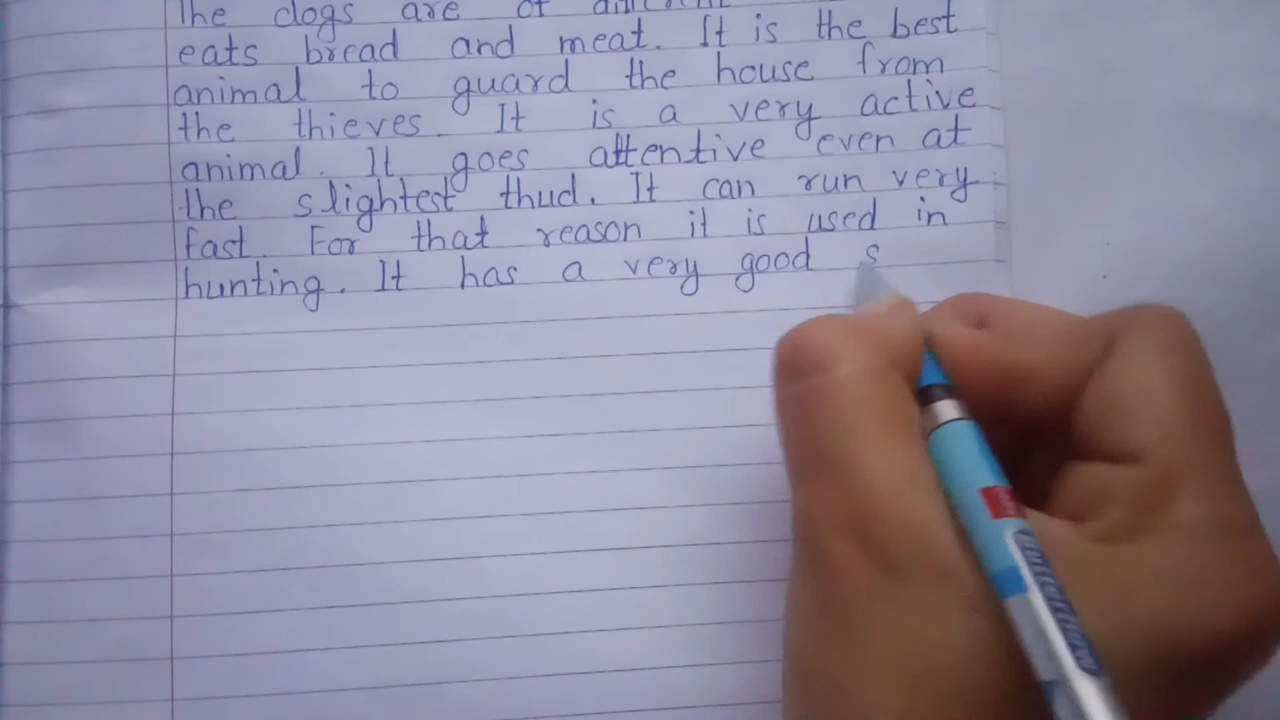 The dogs are of different
eats bread and meat. It is the best
animal to guard the house from
the thieves. It is a very active
animal. It goes attentive even at
the slightest thud. It can run very
fast. For that reason it is used in
hunting. It has a very good s
butterflow